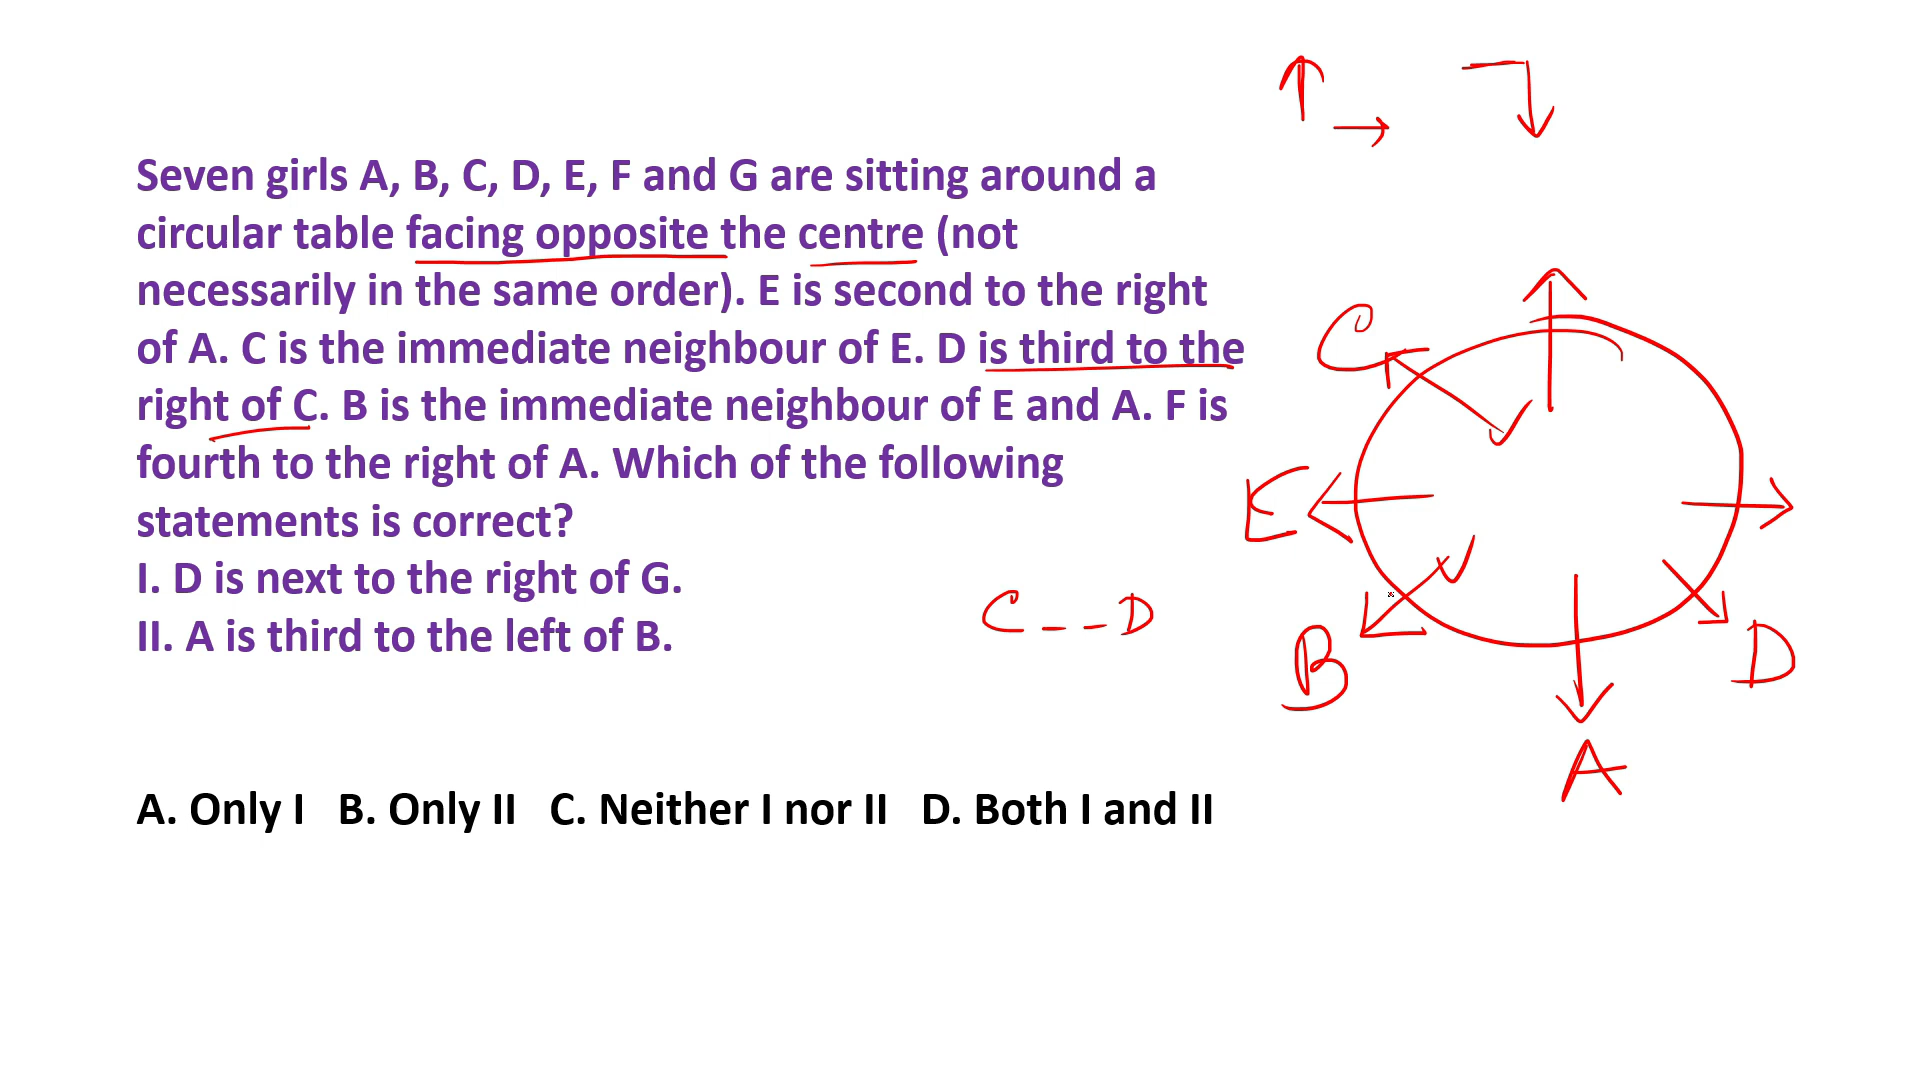 Seven girls A, B, C, D, E, F and G are sitting around a
circular table facing opposite the centre (not
necessarily in the same order). E is second to the right
of A. C is the immediate neighbour of E. D is third to the
right of C. B is the immediate neighbour of E and A. F is
fourth to the right of A. Which of the following
statements is correct?
I. D is next to the right of G.
II. A is third to the left of B.
A. Only I B. Only II C. Neither I nor II D. Both I and II
C _ _ D
C
E
B
D
A